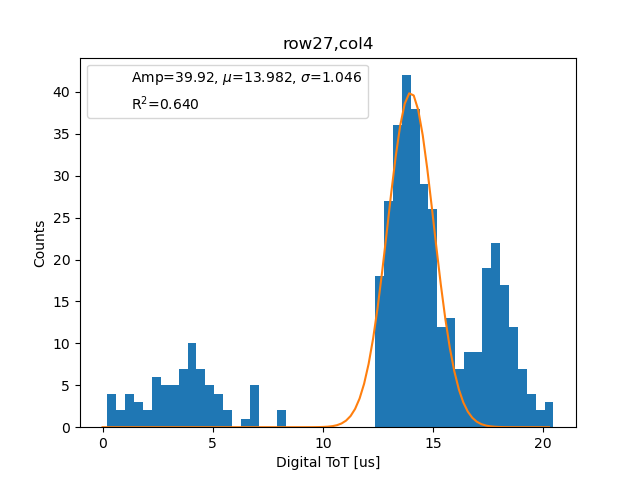 row27,col4
Amp=39.92, μ=13.982, σ=1.046
R²=0.640
Counts
40
35
30
25
20
15
10
5
0
0 5 10 15 20
Digital ToT [us]